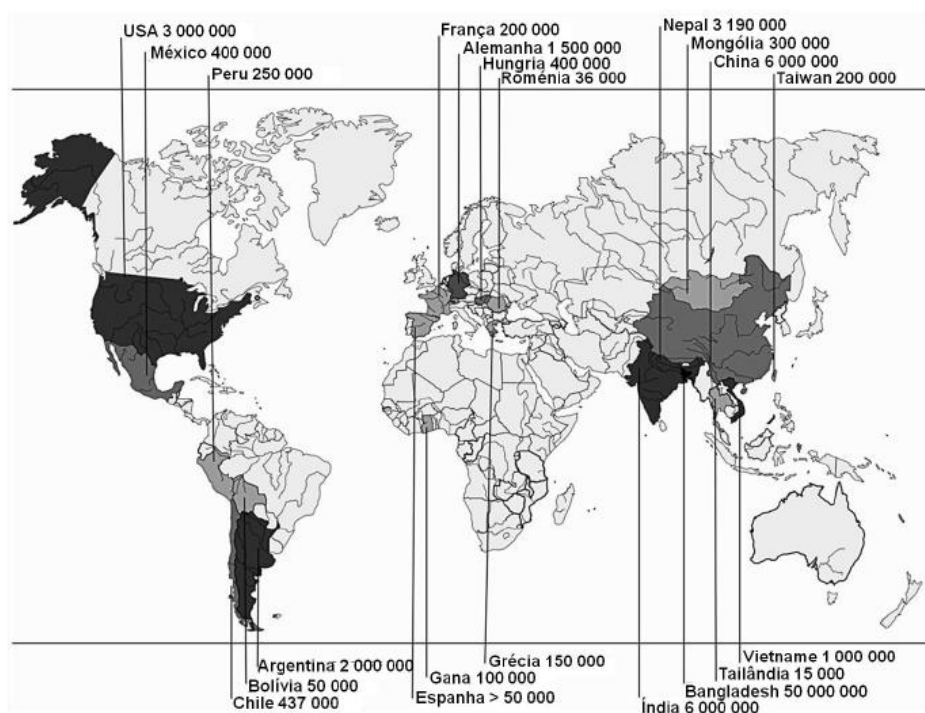 USA 3 000 000
México 400 000
Peru 250 000
França 200 000
Alemanha 1 500 000
Hungria 400 000
Roménia 36 000
Nepal 3 190 000
Mongólia 300 000
China 6 000 000
Taiwan 200 000
Argentina 2 000 000
Bolívia 50 000
Chile 437 000
Grécia 150 000
Gana 100 000
Espanha > 50 000
Vietname 1 000 000
Tailândia 15 000
Bangladesh 50 000 000
Índia 6 000 000